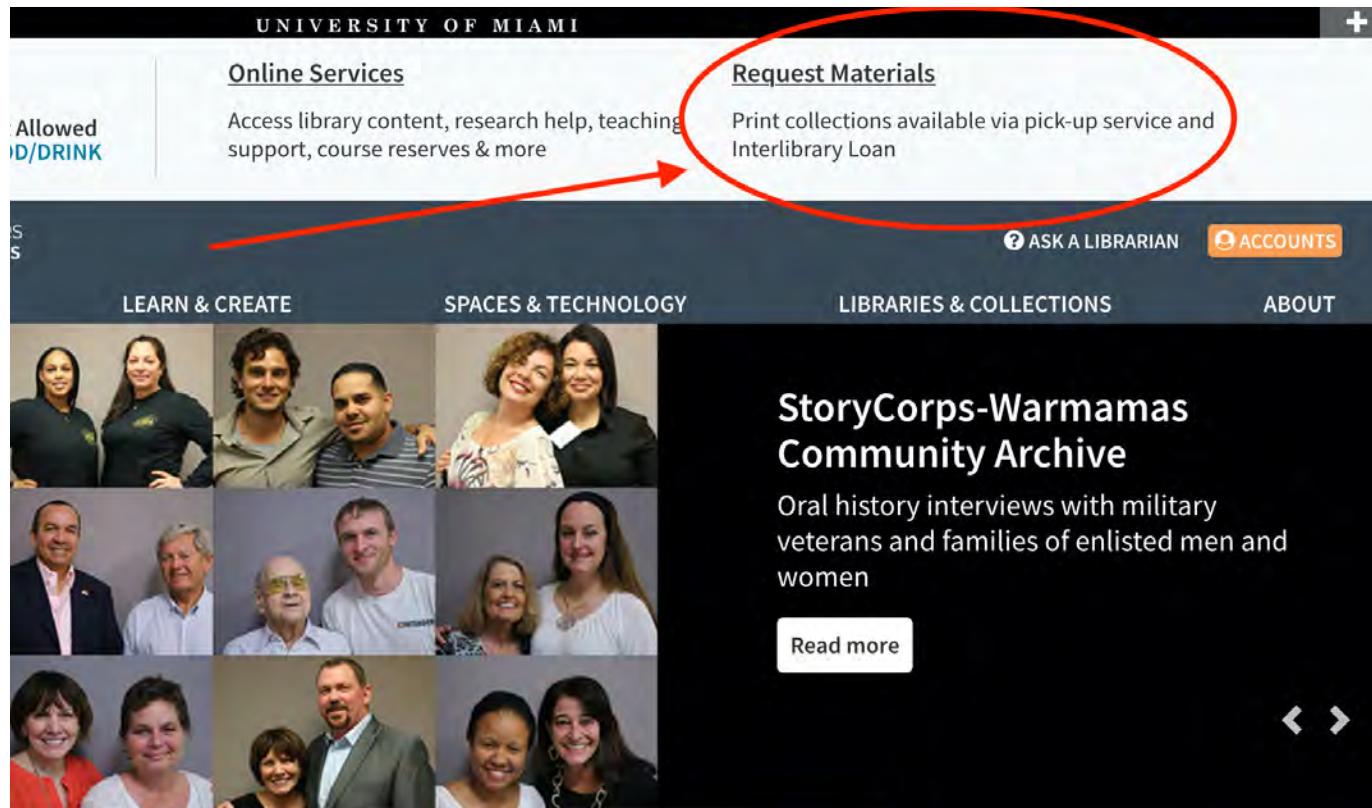 UNIVERSITY OF MIAMI
Online Services
Access library content, research help, teaching
support, course reserves & more
Request Materials
Print collections available via pick-up service and
Interlibrary Loan
Allowed
D/DRINK
RS
S
ASK A LIBRARIAN
ACCOUNTS
LEARN & CREATE
SPACES & TECHNOLOGY
LIBRARIES & COLLECTIONS
ABOUT
StoryCorps-Warmamas
Community Archive
Oral history interviews with military
veterans and families of enlisted men and
women
Read more